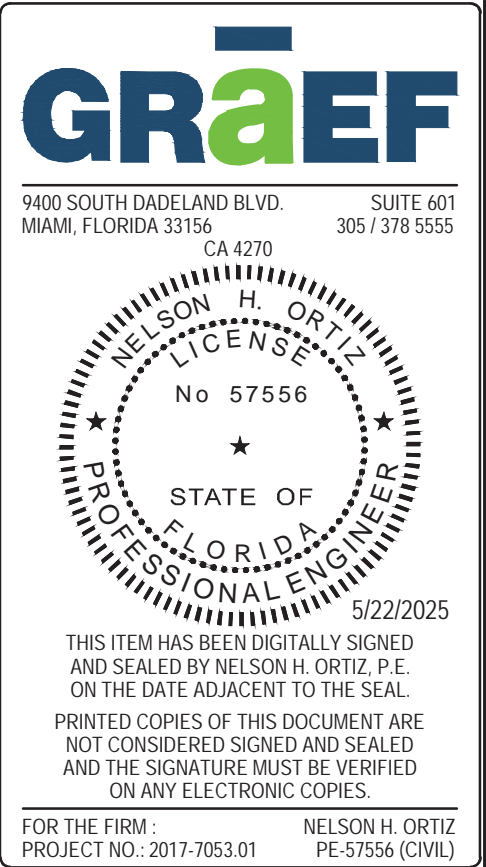 GRāEF
9400 SOUTH DADELAND BLVD. SUITE 601
MIAMI, FLORIDA 33156 305 / 378 5555
CA 4270
NELSON H. ORTIZ
LICENSE
No 57556
STATE OF
FLORIDA
PROFESSIONAL ENGINEER
5/22/2025
THIS ITEM HAS BEEN DIGITALLY SIGNED
AND SEALED BY NELSON H. ORTIZ, P.E.
ON THE DATE ADJACENT TO THE SEAL.
PRINTED COPIES OF THIS DOCUMENT ARE
NOT CONSIDERED SIGNED AND SEALED
AND THE SIGNATURE MUST BE VERIFIED
ON ANY ELECTRONIC COPIES.
FOR THE FIRM : NELSON H. ORTIZ
PROJECT NO.: 2017-7053.01 PE-57556 (CIVIL)